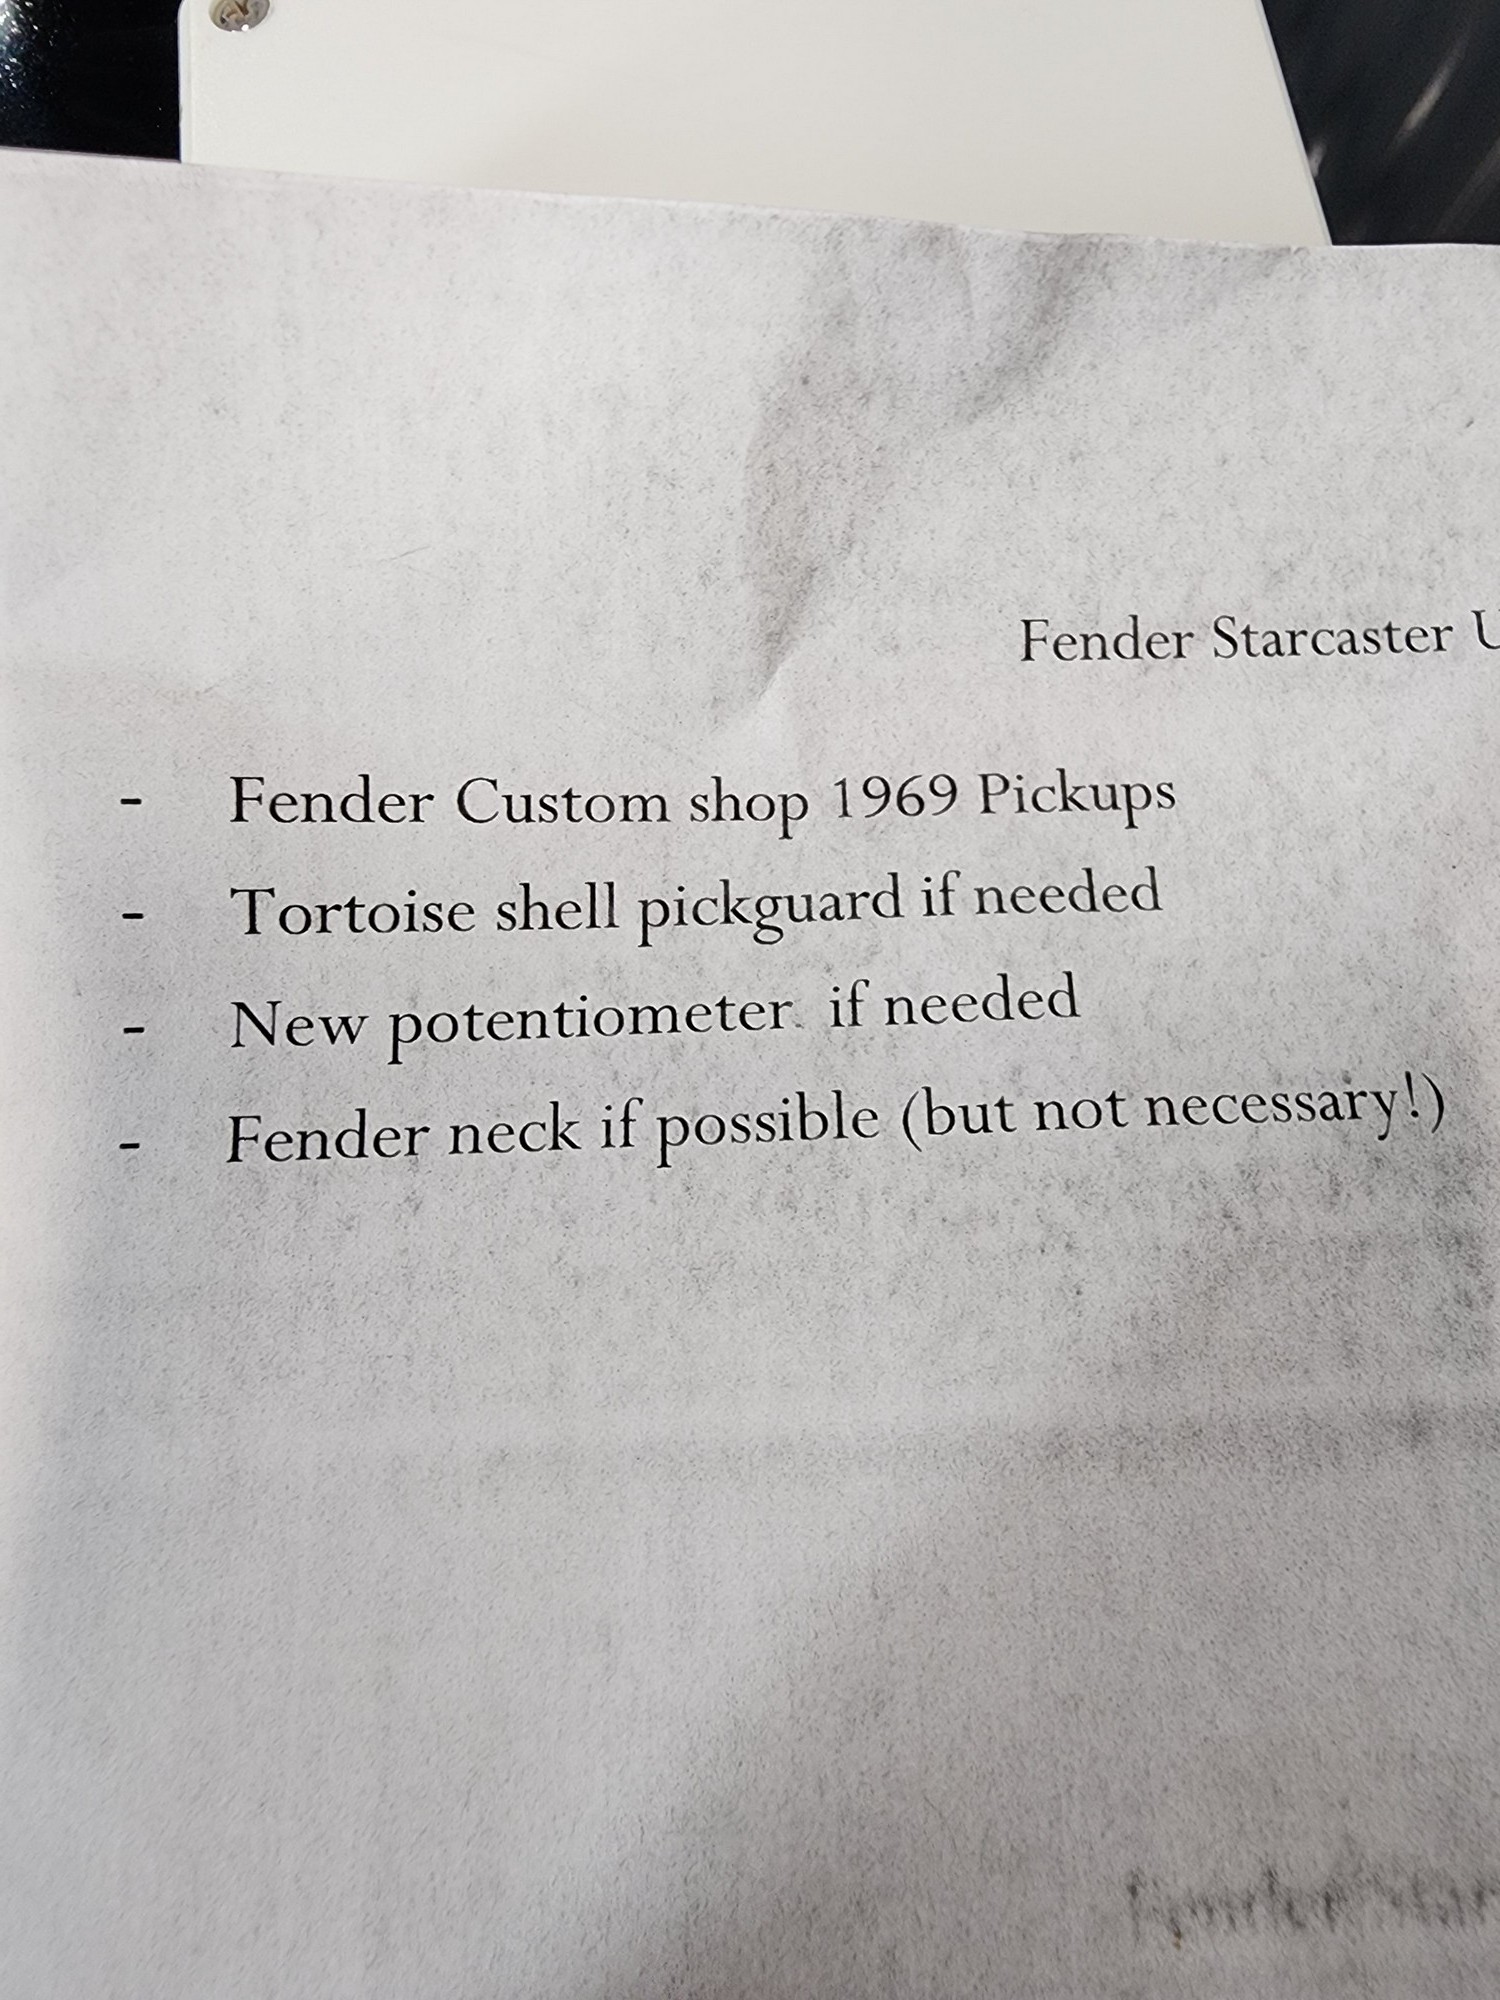 Fender Starcaster U
- Fender Custom shop 1969 Pickups
- Tortoise shell pickguard if needed
- New potentiometer if needed
- Fender neck if possible (but not necessary!)